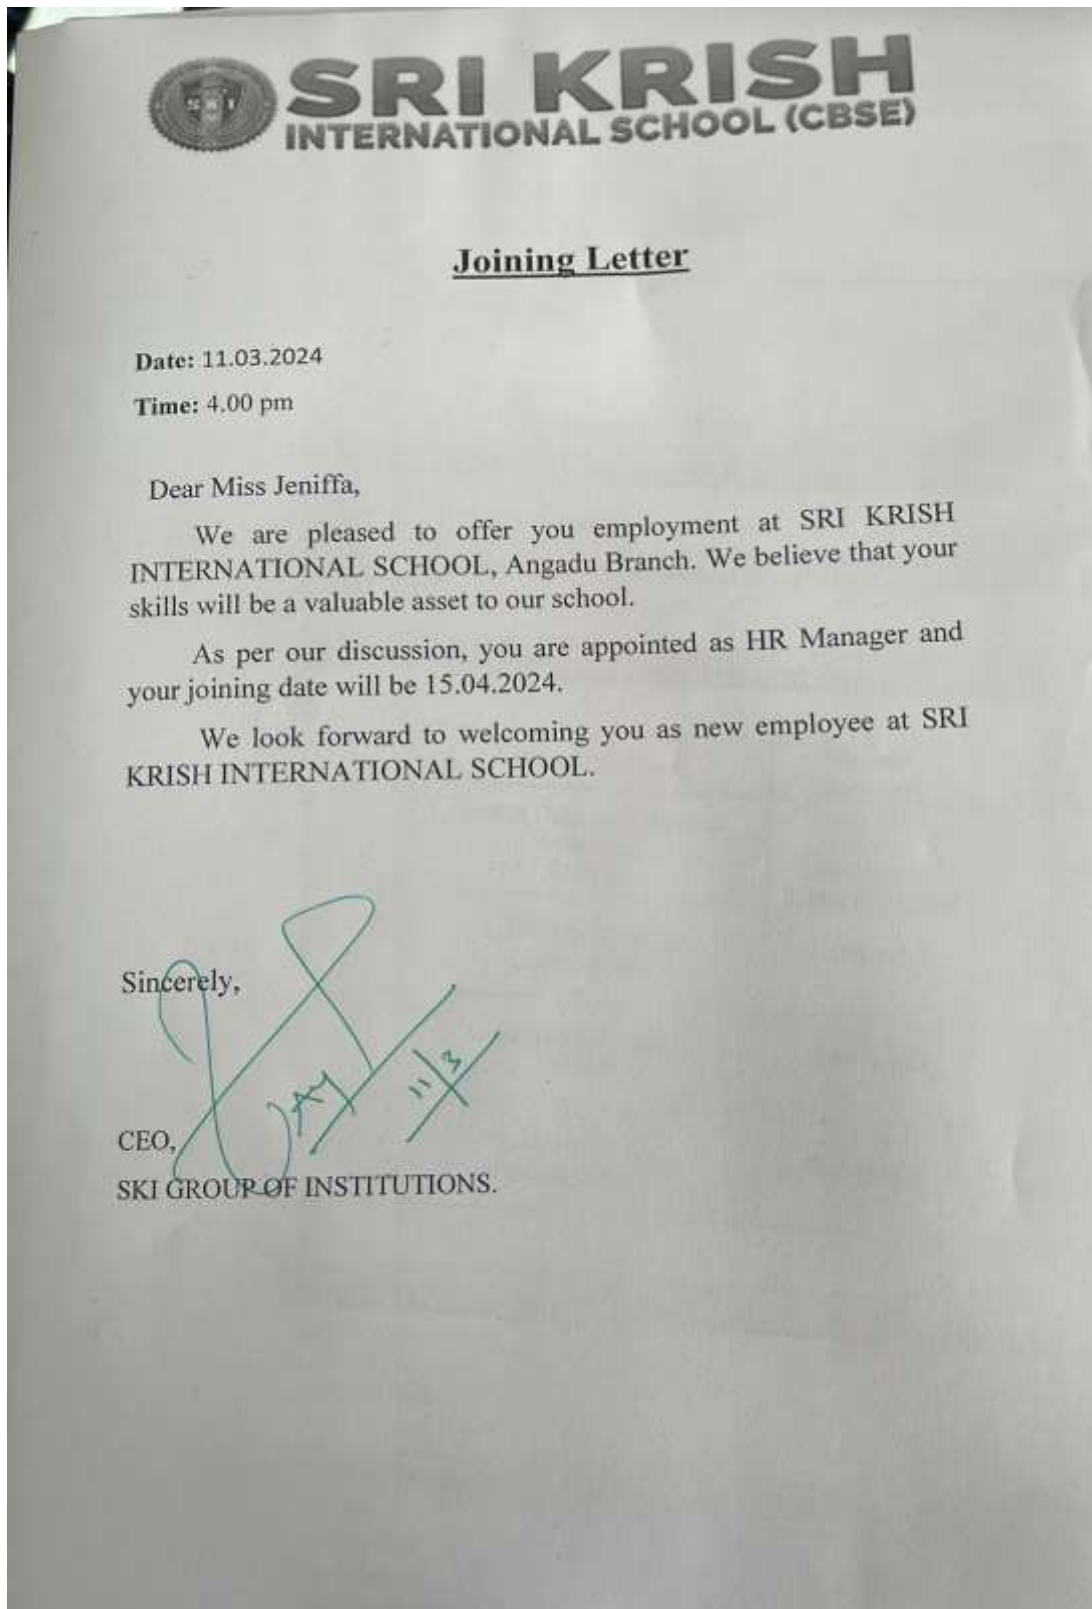 SKI
SRI KRISH
INTERNATIONAL SCHOOL (CBSE)
Joining Letter
Date: 11.03.2024
Time: 4.00 pm
Dear Miss Jeniffa,
We are pleased to offer you employment at SRI KRISH
INTERNATIONAL SCHOOL, Angadu Branch. We believe that your
skills will be a valuable asset to our school.
As per our discussion, you are appointed as HR Manager and
your joining date will be 15.04.2024.
We look forward to welcoming you as new employee at SRI
KRISH INTERNATIONAL SCHOOL.
Sincerely,
11/3
CEO,
SKI GROUP OF INSTITUTIONS.